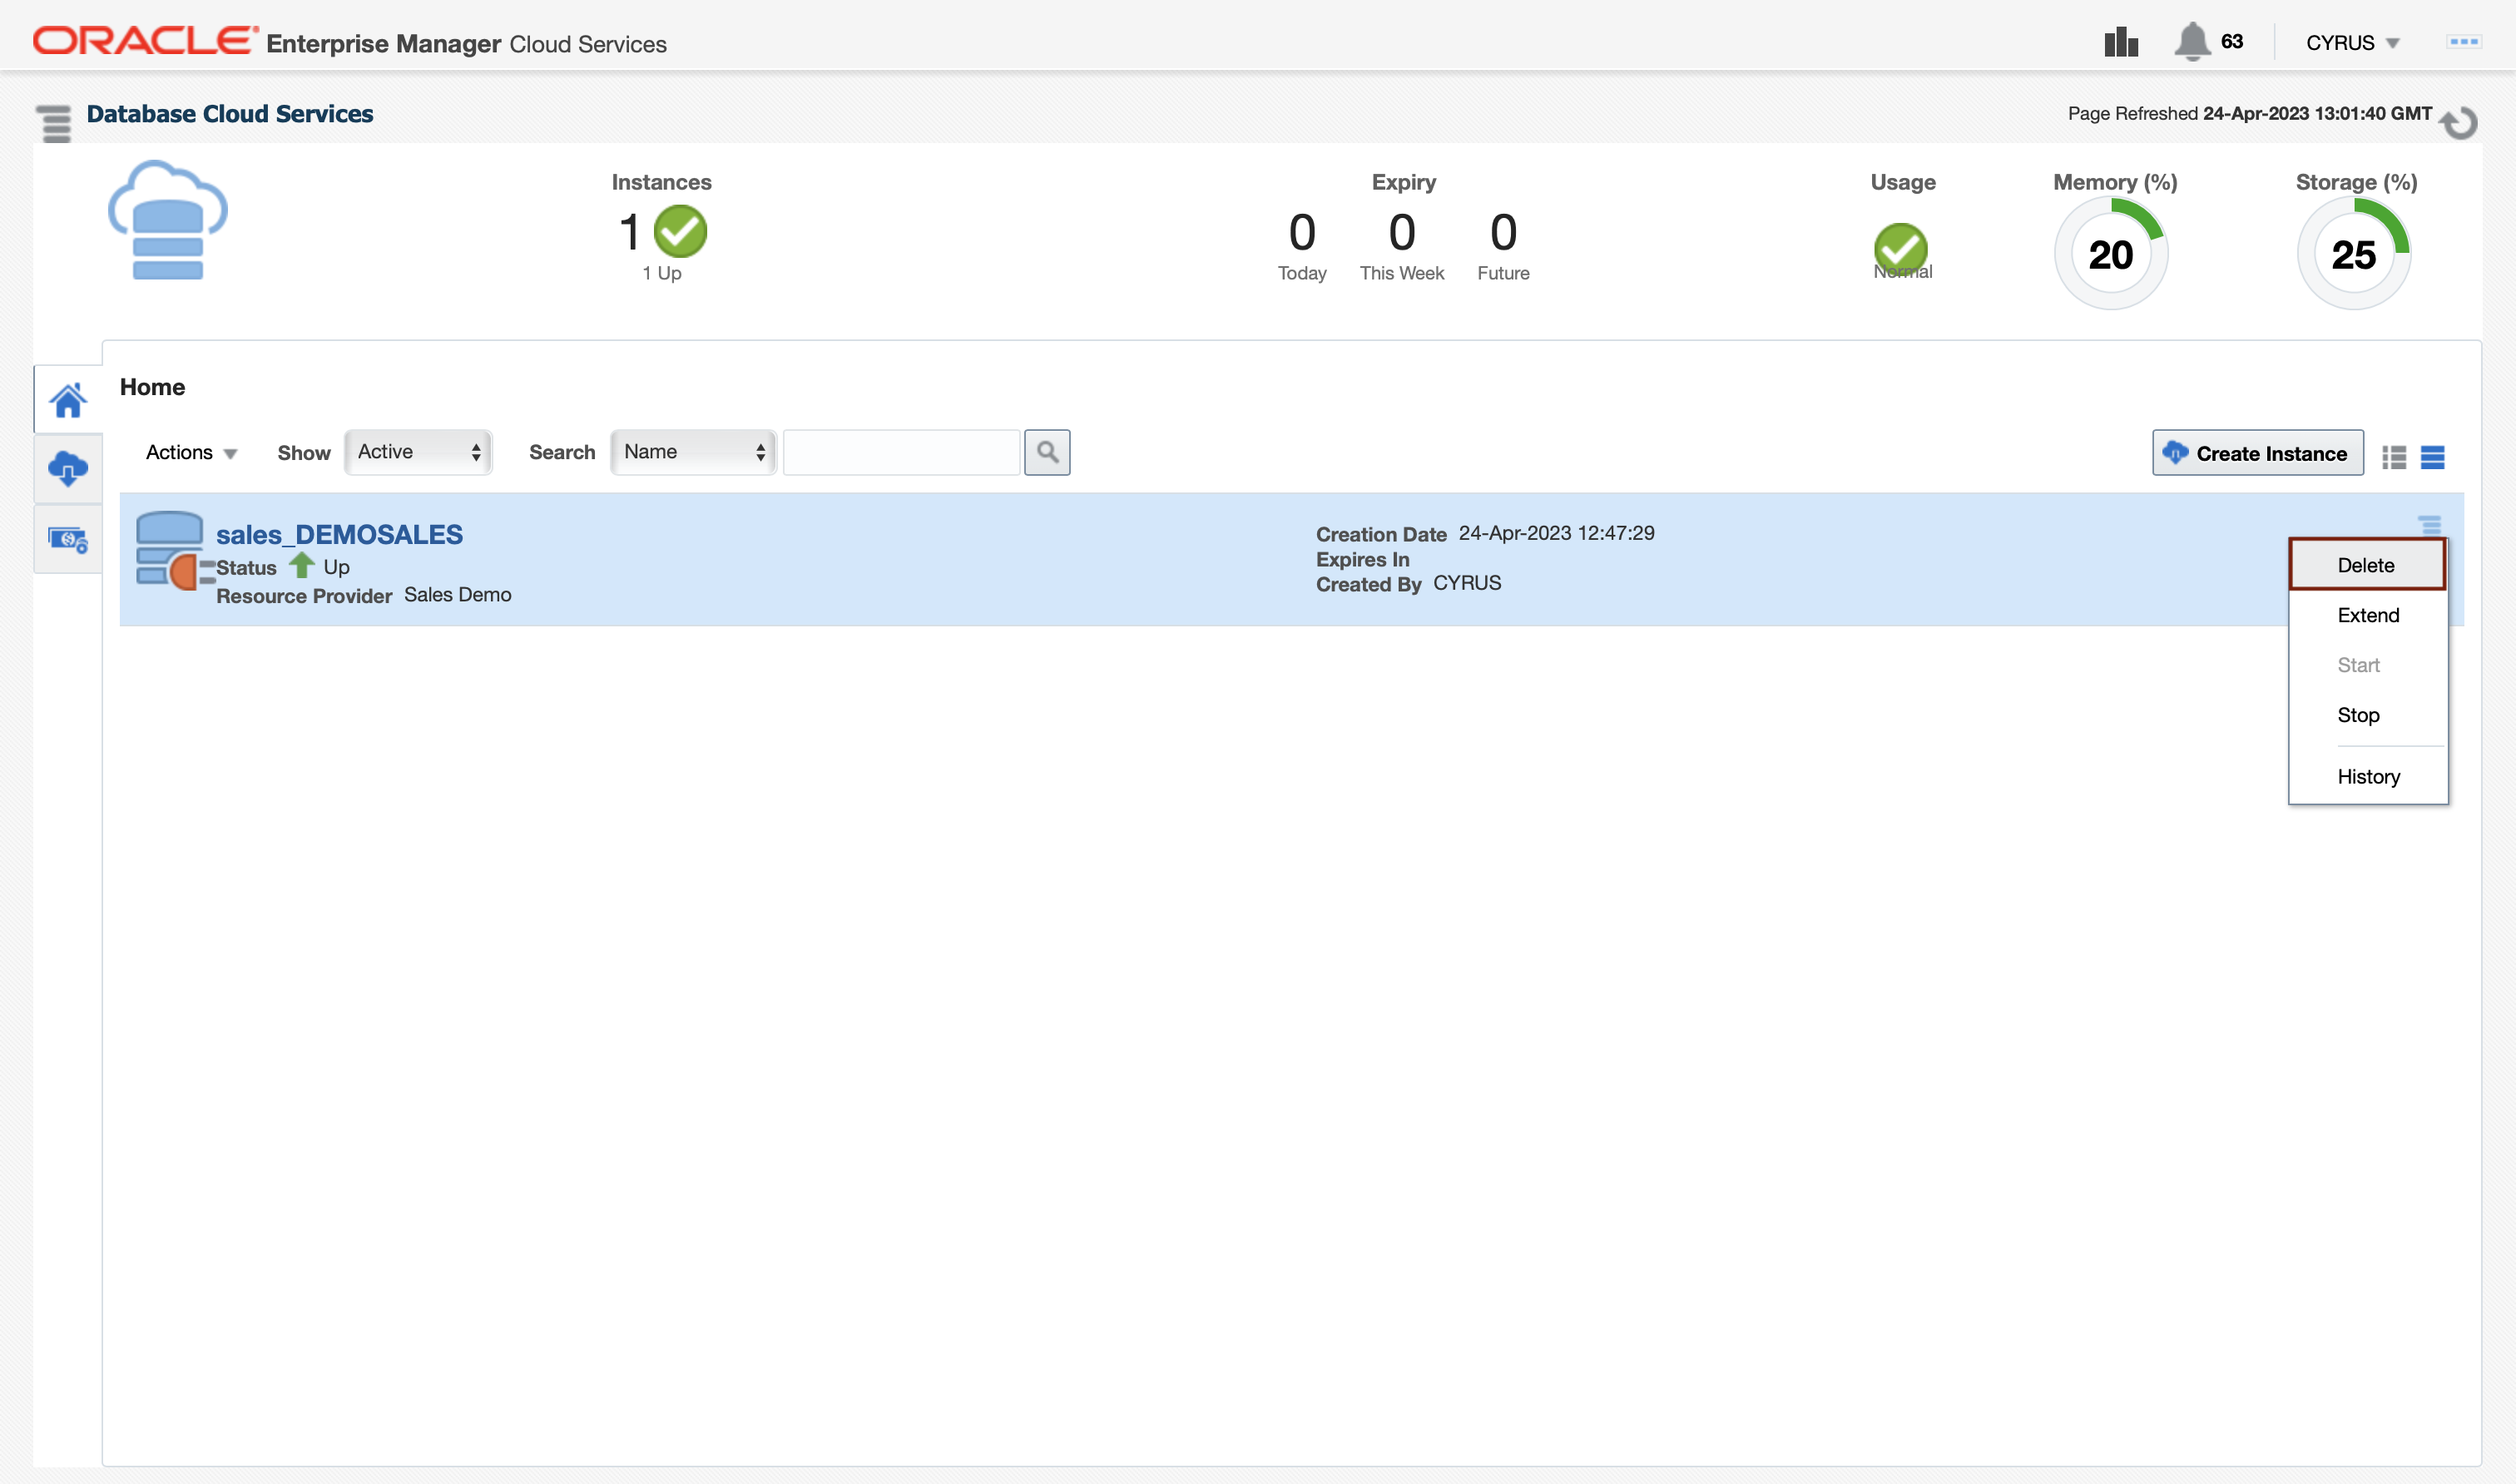 ORACLE Enterprise Manager Cloud Services
63
CYRUS
Database Cloud Services
Page Refreshed 24-Apr-2023 13:01:40 GMT
Instances
1
1 Up
Expiry
0 0 0
Today This Week Future
Usage
Normal
Memory (%)
20
Storage (%)
25
Home
Actions Show Active Search Name
Create Instance
sales_DEMOSALES
Status Up
Resource Provider Sales Demo
Creation Date 24-Apr-2023 12:47:29
Expires In
Created By CYRUS
Delete
Extend
Start
Stop
History